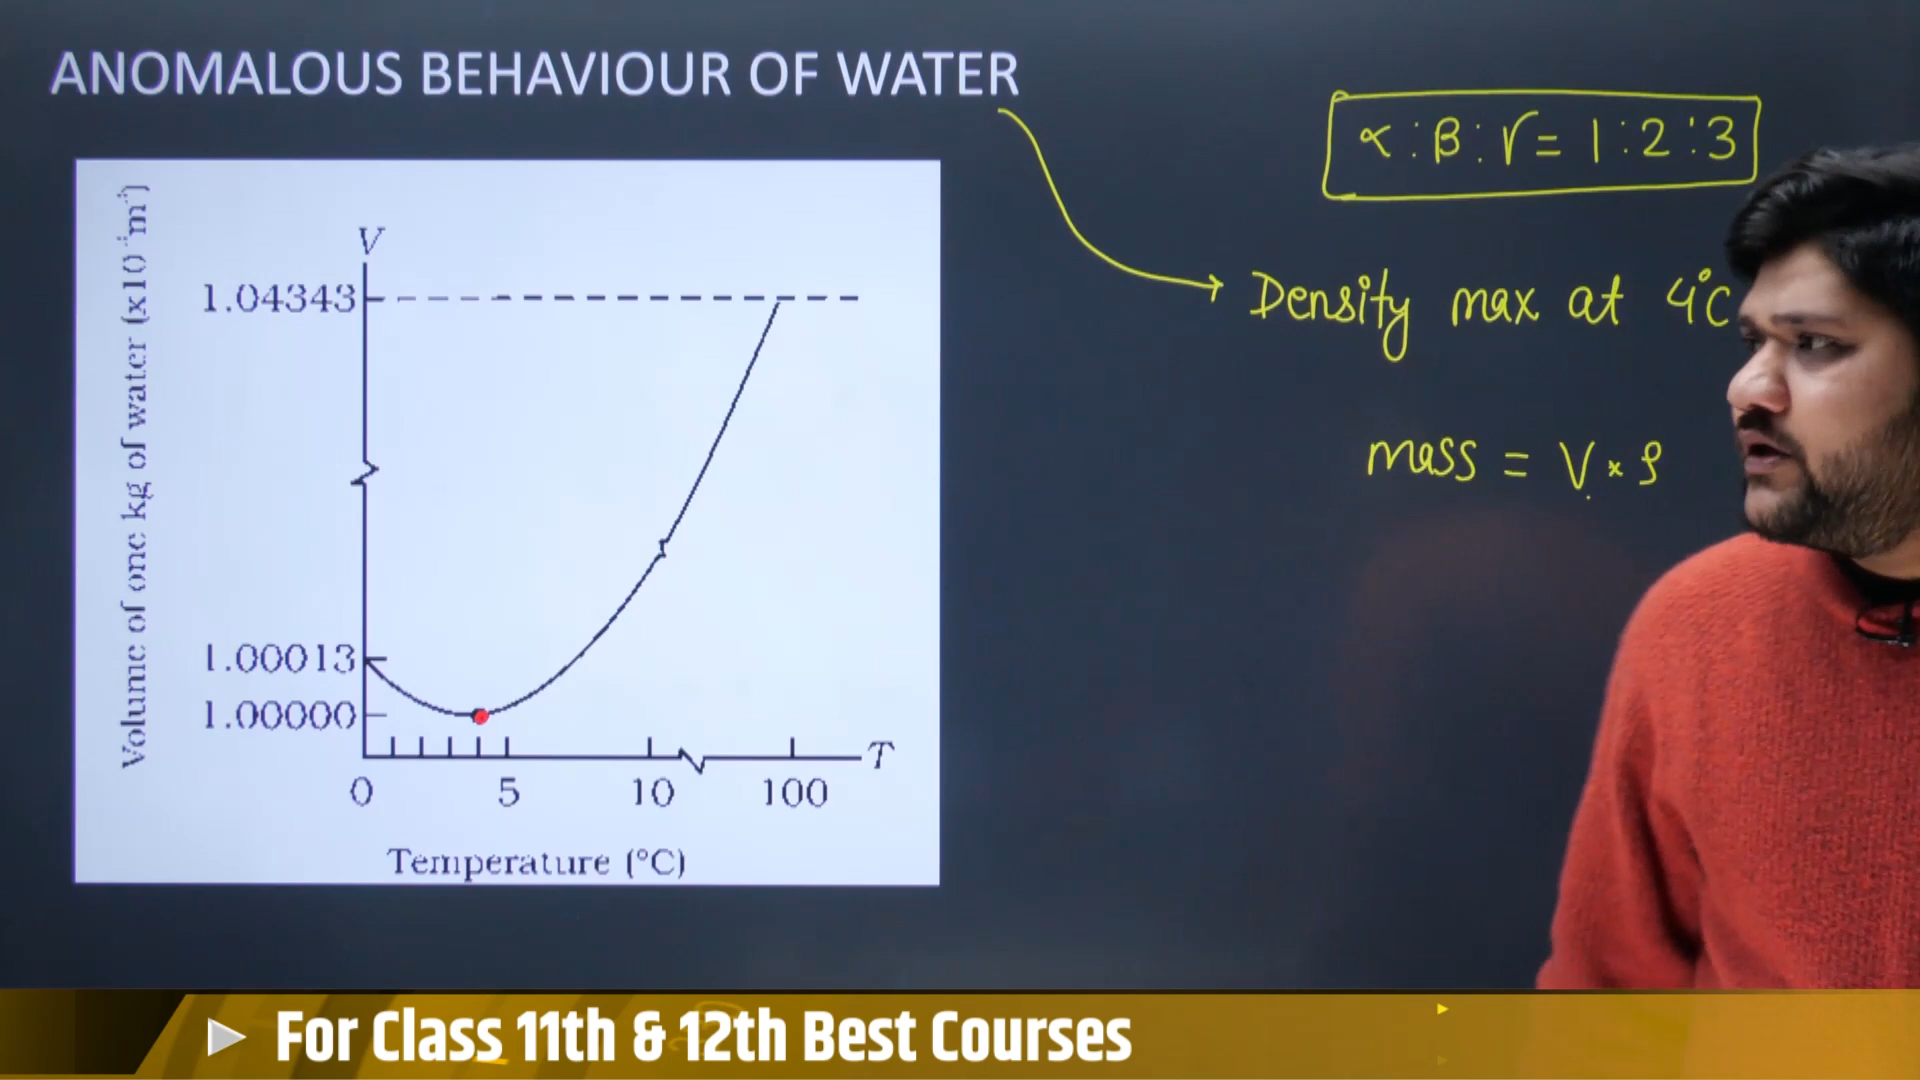 ANOMALOUS BEHAVIOUR OF WATER
α : β : γ = 1 : 2 : 3
Density max at 4°C
mass = V × ρ
Volume of one kg of water (x10⁻³m³)
V
1.04343
1.00013
1.00000
T
0 5 10 100
Temperature (°C)
For Class 11th & 12th Best Courses